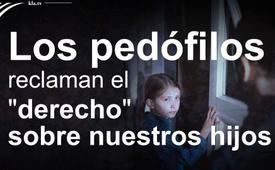 kla.tv
Los pedófilos
reclaman el
"derecho"
sobre nuestros hijos